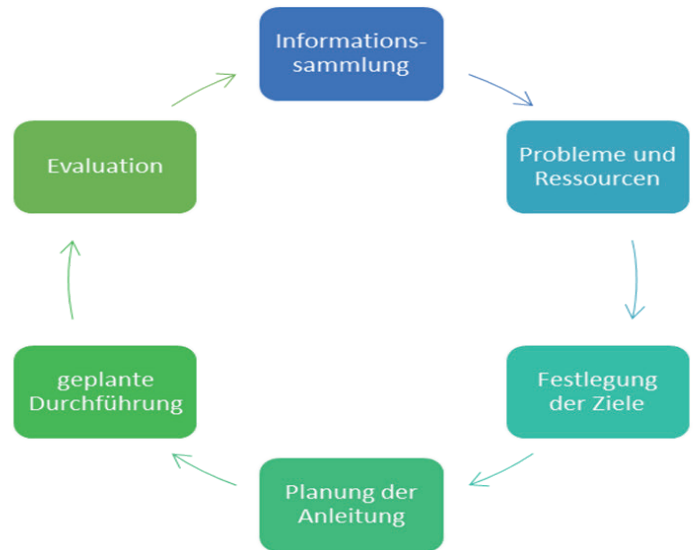 Informations-
sammlung
Probleme und
Ressourcen
Festlegung
der Ziele
Planung der
Anleitung
geplante
Durchführung
Evaluation